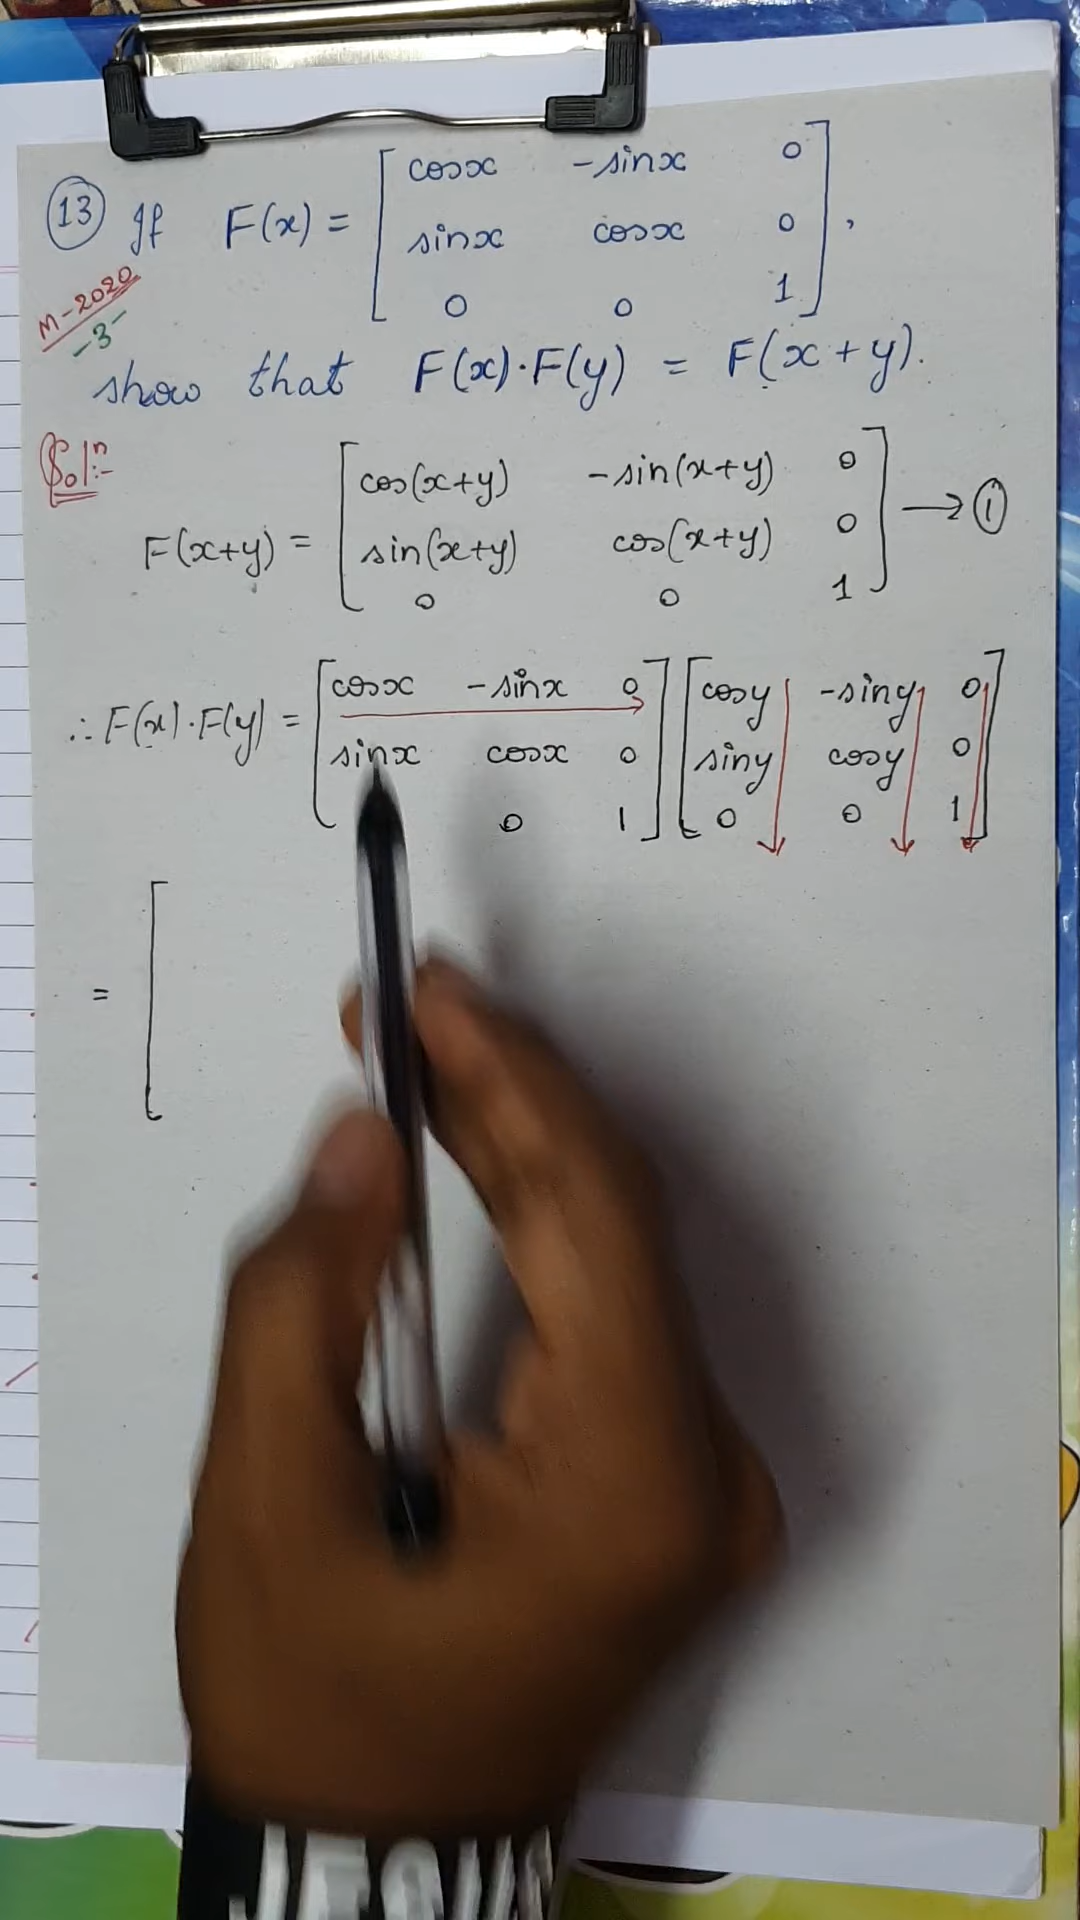 (13) If F(x) = [ cosx -sinx 0
sinx cosx 0
0 0 1 ],
M-2020
-3-
show that F(x)·F(y) = F(x+y).
Solⁿ:-
F(x+y) = [ cos(x+y) -sin(x+y) 0
sin(x+y) cos(x+y) 0
0 0 1 ] → ①
∴ F(x)·F(y) = [ cosx -sinx 0 ] [ cosy -siny 0
sinx cosx 0 siny cosy 0
0 1 0 0 1 ]
= [